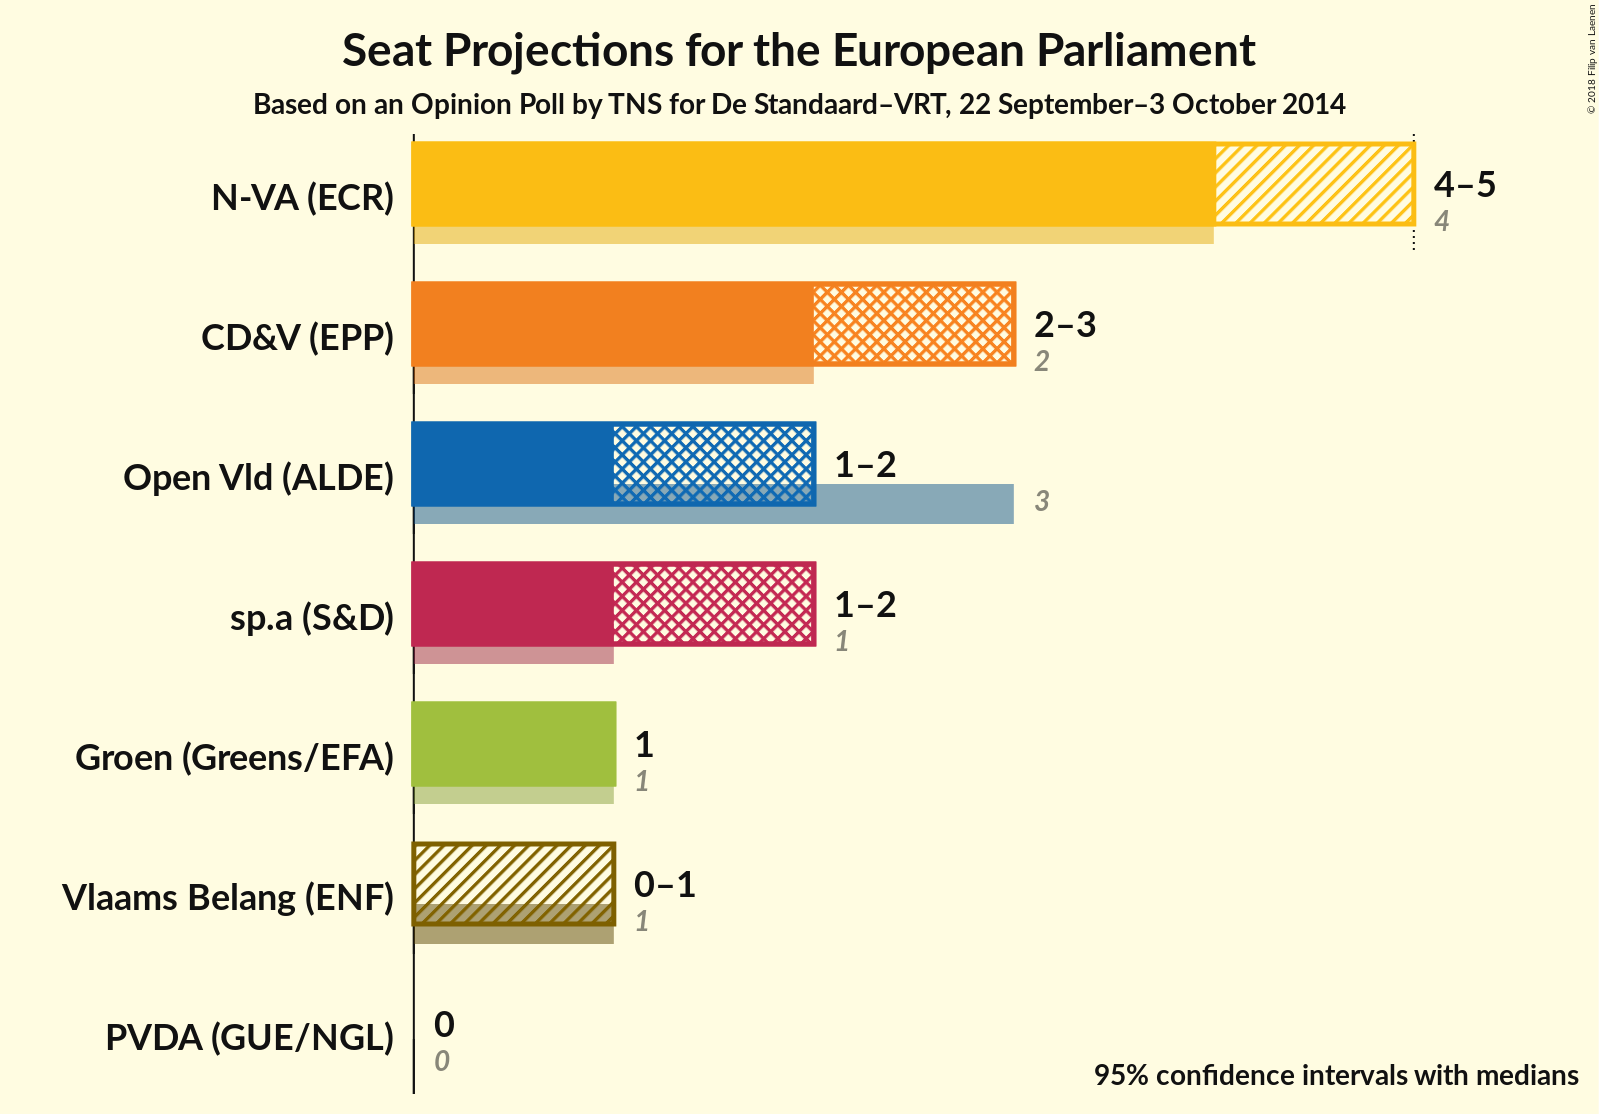 Seat Projections for the European Parliament
Based on an Opinion Poll by TNS for De Standaard–VRT, 22 September–3 October 2014
© 2018 Filip van Laenen
N-VA (ECR)
4–5
4
CD&V (EPP)
2–3
2
Open Vld (ALDE)
1–2
3
sp.a (S&D)
1–2
1
Groen (Greens/EFA)
1
1
Vlaams Belang (ENF)
0–1
1
PVDA (GUE/NGL)
0
0
95% confidence intervals with medians